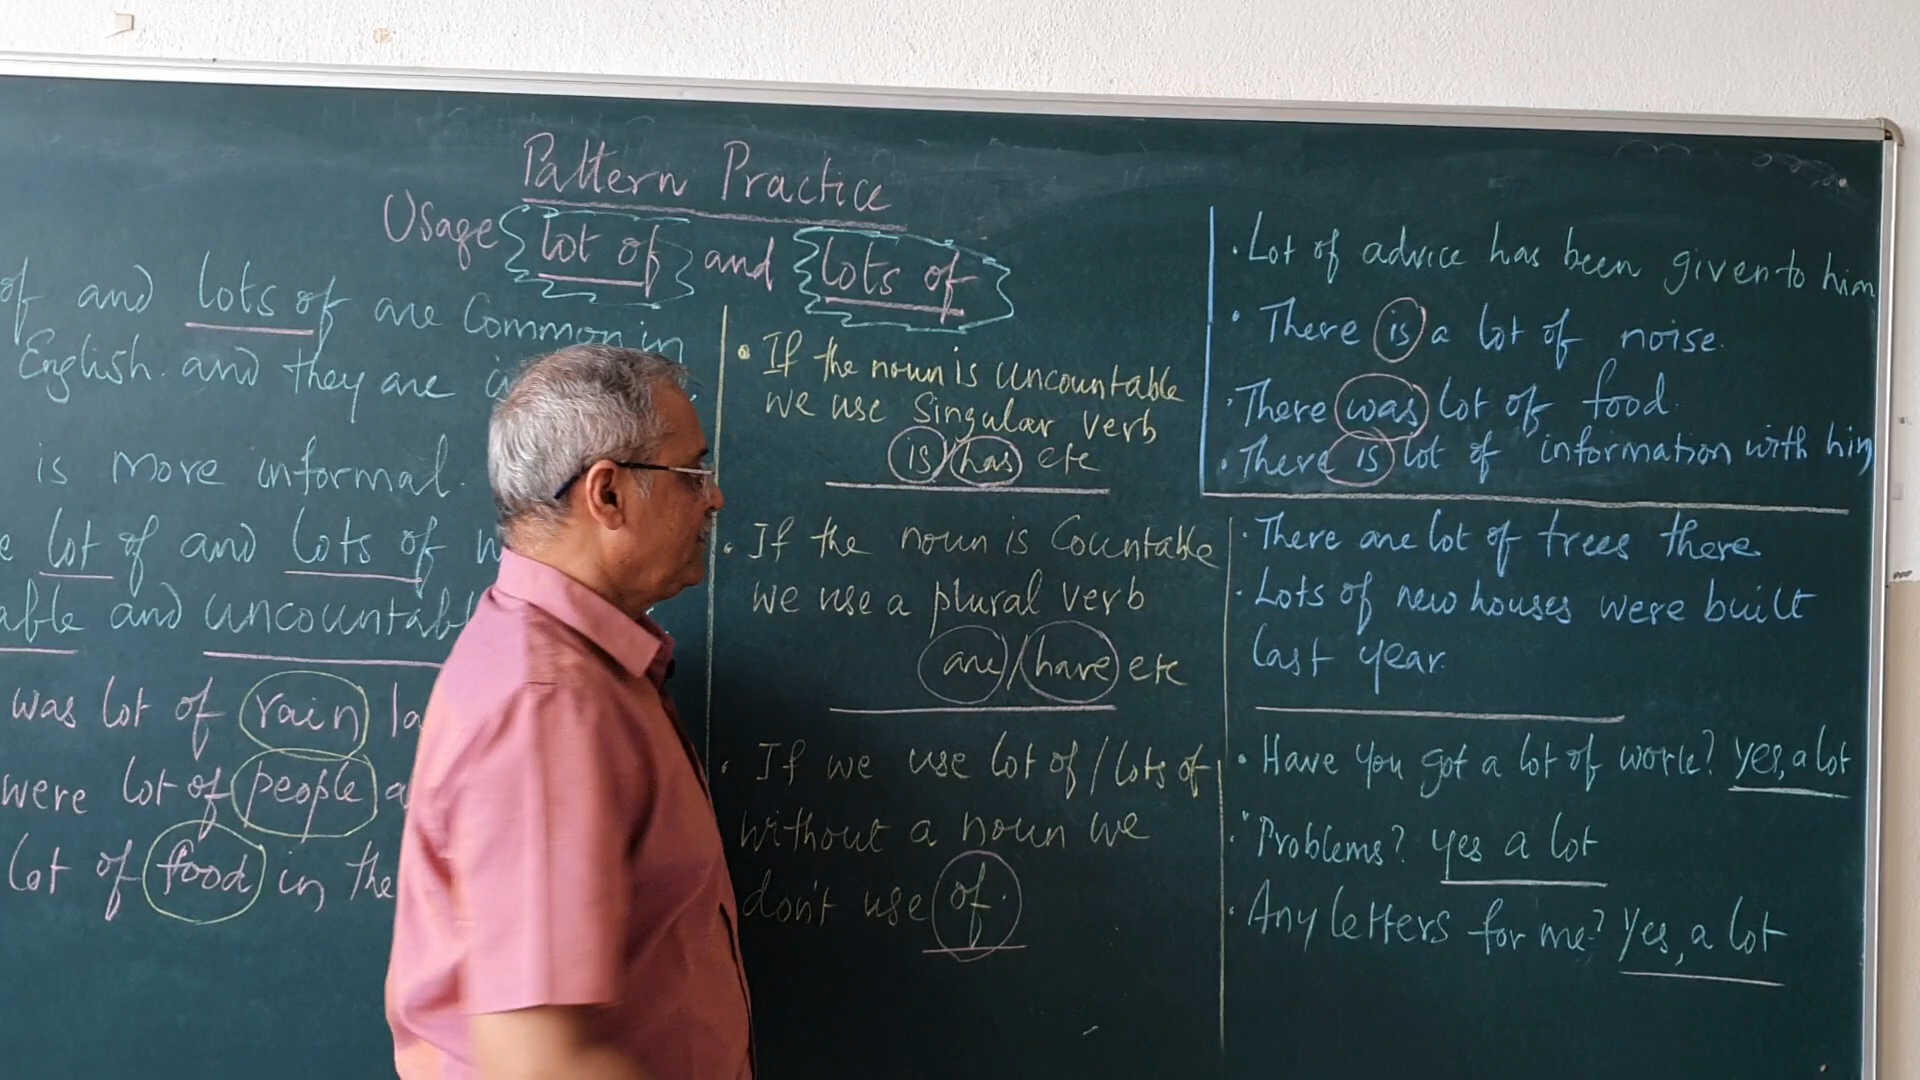 Pattern Practice
Usage lot of and lots of
of and lots of are Common in
English. and they are
is more informal.
lot of and lots of
and uncountab
was lot of rain la
were lot of people a
lot of food in the
• If the noun is uncountable
we use Singular verb
is/has etc
• If the noun is Countable
we use a plural verb
are/have etc
• If we use lot of/lots of
without a noun we
don't use of.
• Lot of advice has been given to him
• There is a lot of noise.
• There was lot of food.
• There is lot of information with him
• There are lot of trees there
• Lots of new houses were built
last year.
• Have you got a lot of work? yes, a lot
• Problems? yes a lot
• Any letters for me? Yes, a lot